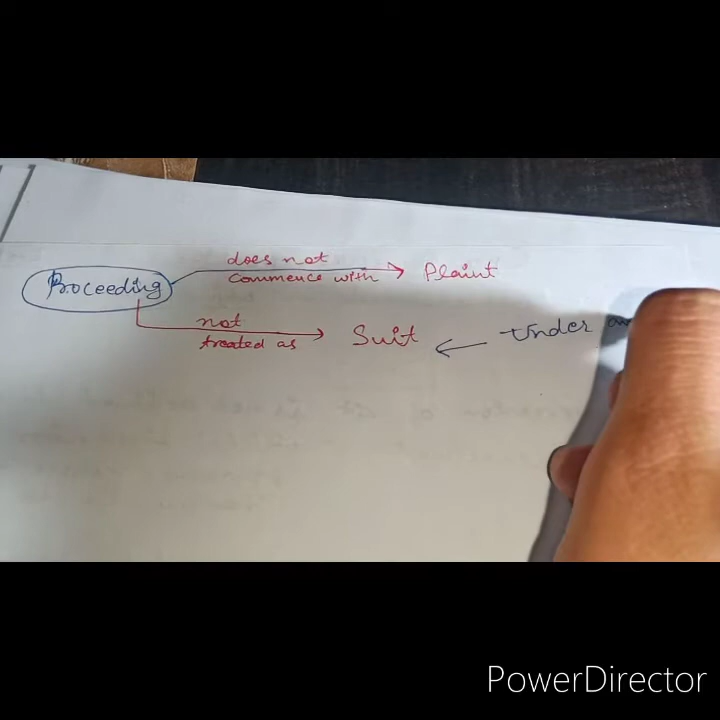 does not
Proceeding commence with Plaint
not
treated as Suit Under
PowerDirector